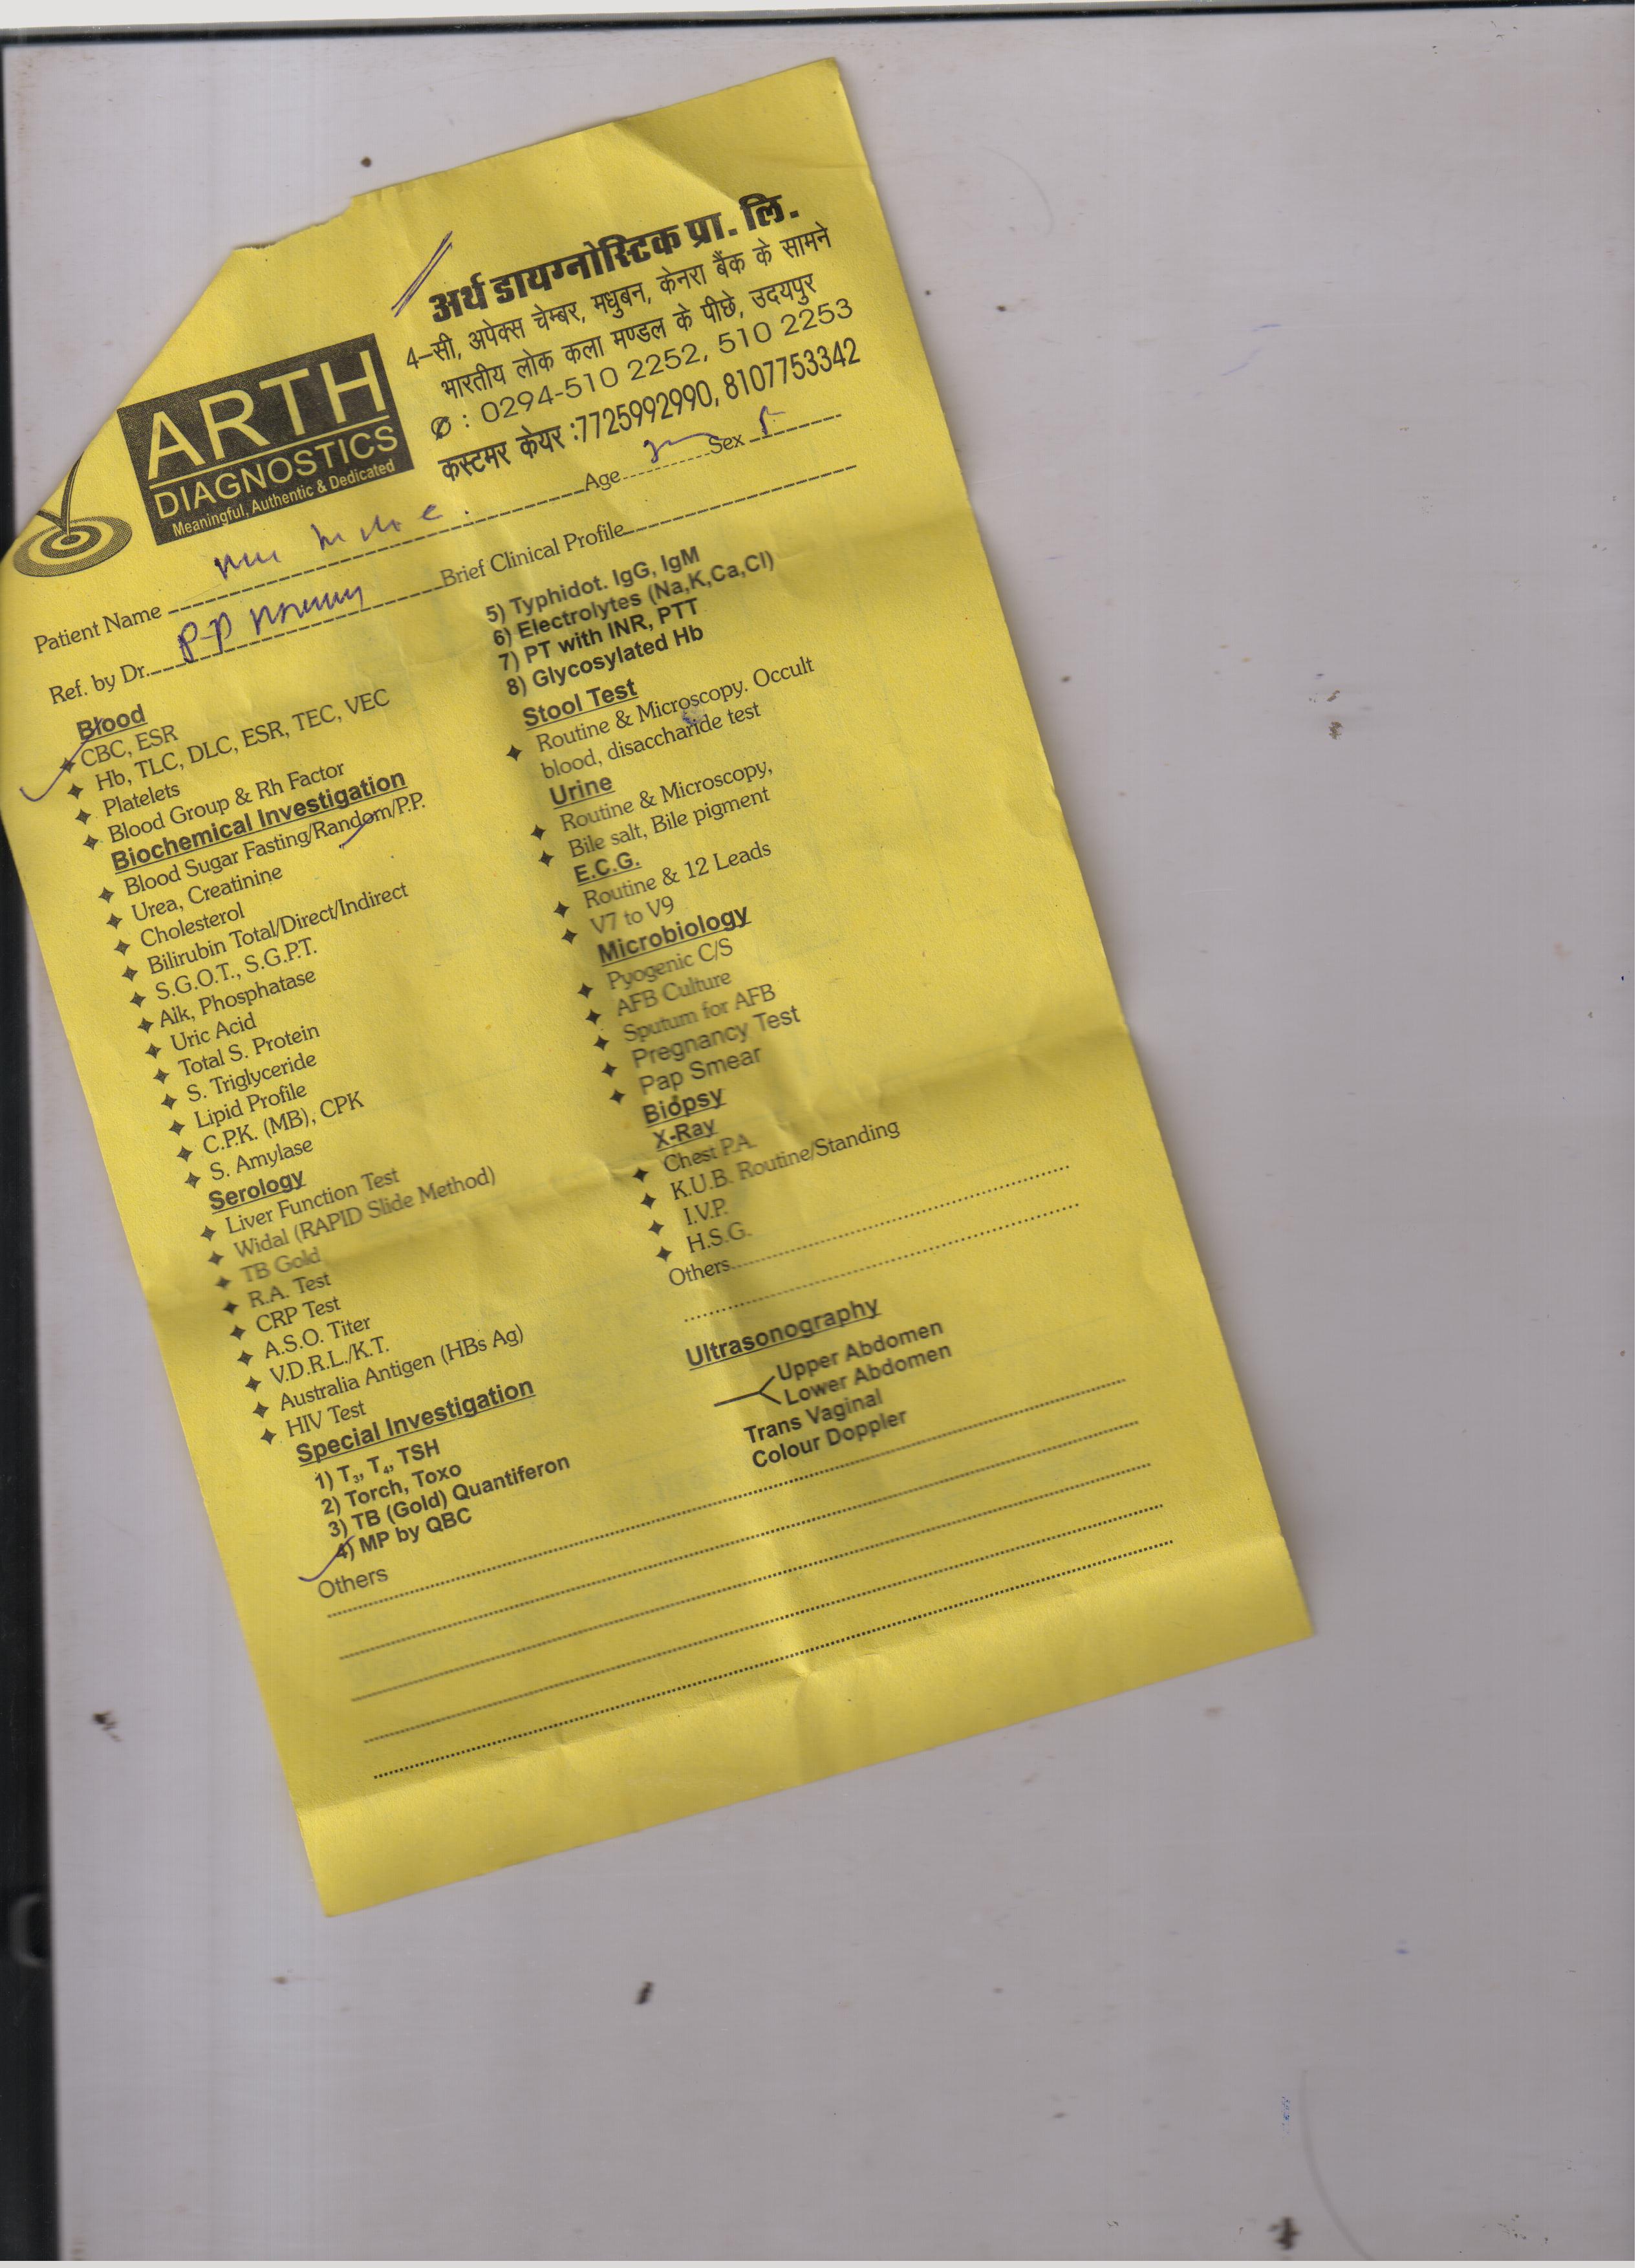 अर्थ डायग्नोस्टिक प्रा. लि.
4-सी, अपेक्स चेम्बर, मधुबन, केनरा बैंक के सामने
भारतीय लोक कला मण्डल के पीछे, उदयपुर
✆ : 0294-510 2252, 510 2253
कस्टमर केयर :7725992990, 8107753342
ARTH
DIAGNOSTICS
Meaningful, Authentic & Dedicated
Patient Name Age Sex
Ref. by Dr. P.P Brief Clinical Profile
Blood
CBC, ESR
Hb, TLC, DLC, ESR, TEC, VEC
Platelets
Blood Group & Rh Factor
Biochemical Investigation
Blood Sugar Fasting/Random/P.P.
Urea, Creatinine
Cholesterol
Bilirubin Total/Direct/Indirect
S.G.O.T., S.G.P.T.
Alk, Phosphatase
Uric Acid
Total S. Protein
S. Triglyceride
Lipid Profile
C.P.K. (MB), CPK
S. Amylase
Serology
Liver Function Test
Widal (RAPID Slide Method)
TB Gold
R.A. Test
CRP Test
A.S.O. Titer
V.D.R.L./K.T.
Australia Antigen (HBs Ag)
HIV Test
Special Investigation
1) T₃, T₄, TSH
2) Torch, Toxo
3) TB (Gold) Quantiferon
4) MP by QBC
Others
5) Typhidot. IgG, IgM
6) Electrolytes (Na,K,Ca,Cl)
7) PT with INR, PTT
8) Glycosylated Hb
Stool Test
Routine & Microscopy. Occult
blood, disaccharide test
Urine
Routine & Microscopy,
Bile salt, Bile pigment
E.C.G.
Routine & 12 Leads
V7 to V9
Microbiology
Pyogenic C/S
AFB Culture
Sputum for AFB
Pregnancy Test
Pap Smear
Biopsy
X-Ray
Chest P.A.
K.U.B. Routine/Standing
I.V.P.
H.S.G.
Others
Ultrasonography
Upper Abdomen
Lower Abdomen
Trans Vaginal
Colour Doppler